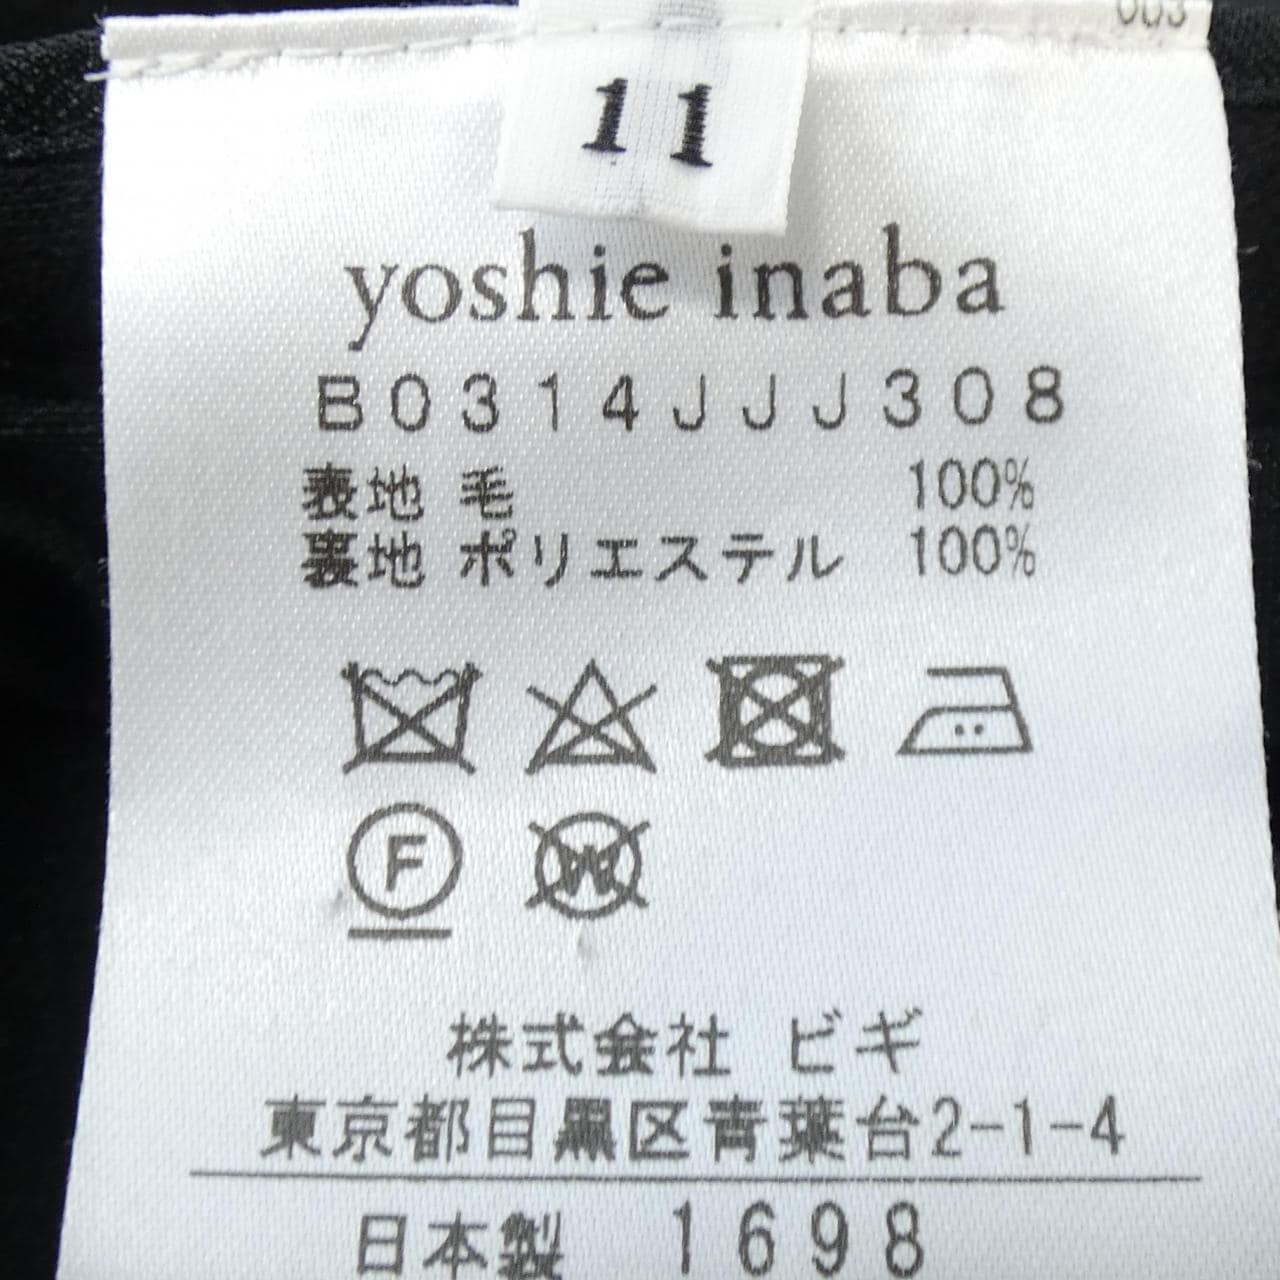 003
11
yoshie inaba
B0314JJJ308
表地 毛 100%
裏地 ポリエステル 100%
F
W
株式会社 ビギ
東京都目黒区青葉台2-1-4
日本製 1698